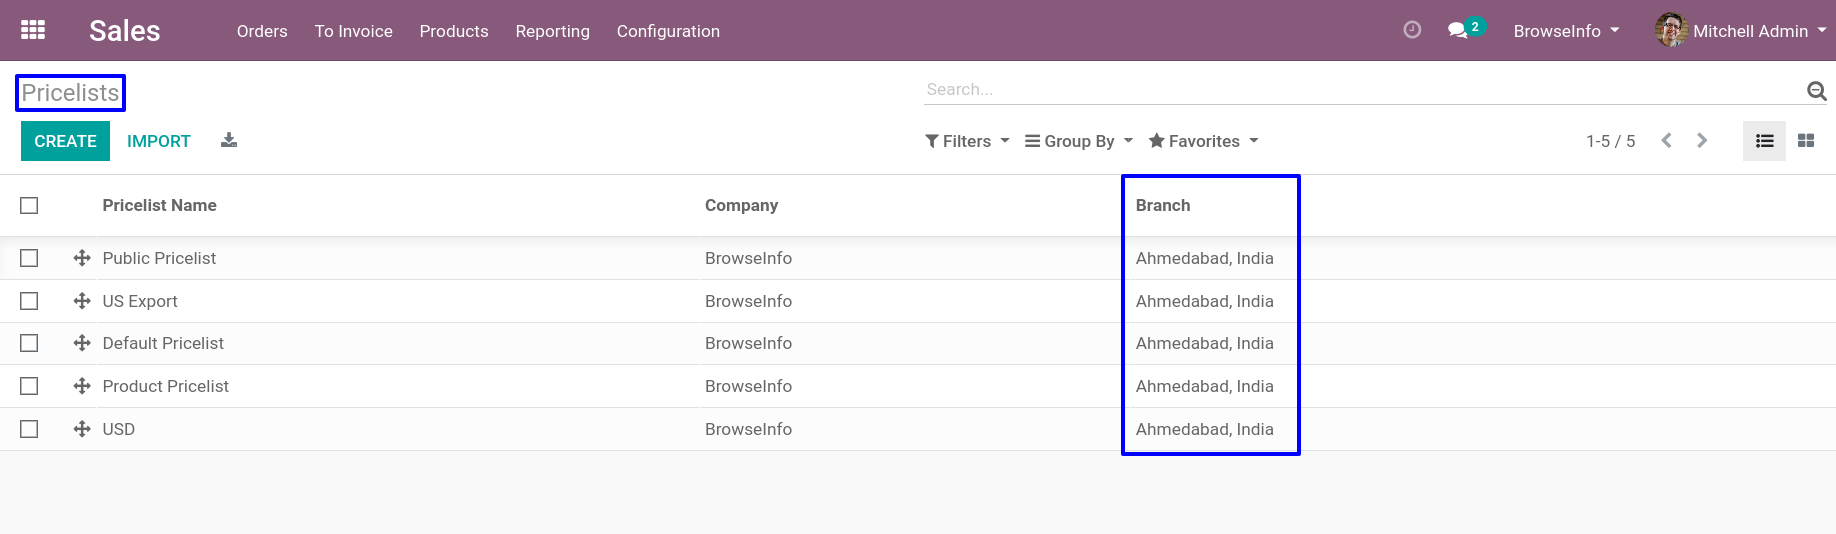 Sales Orders To Invoice Products Reporting Configuration 2 BrowseInfo Mitchell Admin
Pricelists Search...
CREATE IMPORT Filters Group By Favorites 1-5 / 5
Pricelist Name Company Branch
Public Pricelist BrowseInfo Ahmedabad, India
US Export BrowseInfo Ahmedabad, India
Default Pricelist BrowseInfo Ahmedabad, India
Product Pricelist BrowseInfo Ahmedabad, India
USD BrowseInfo Ahmedabad, India